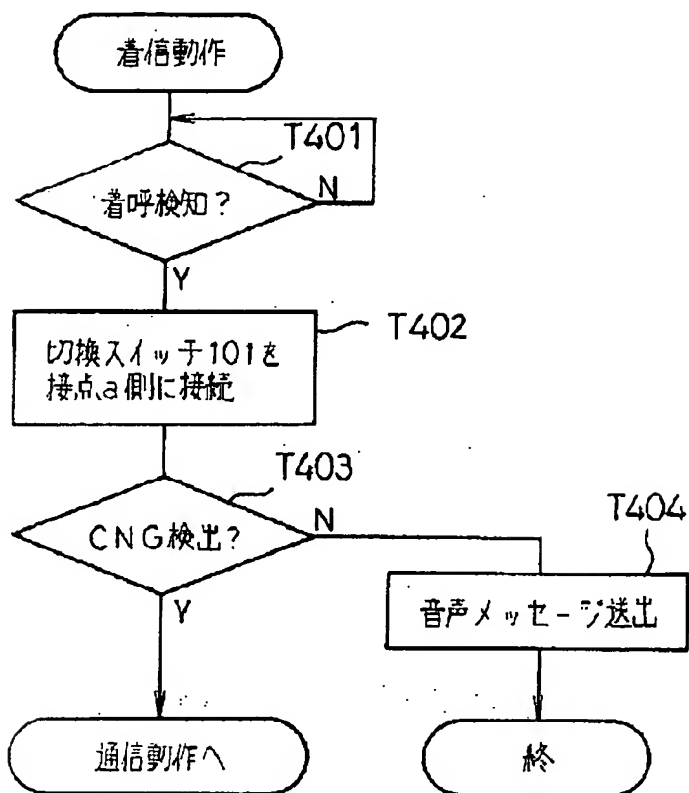 着信動作
T401
着呼検知?
N
Y
T402
切換スイッチ101を
接点a側に接続
T403
CNG検出?
N
Y
T404
音声メッセージ送出
通信動作へ
終